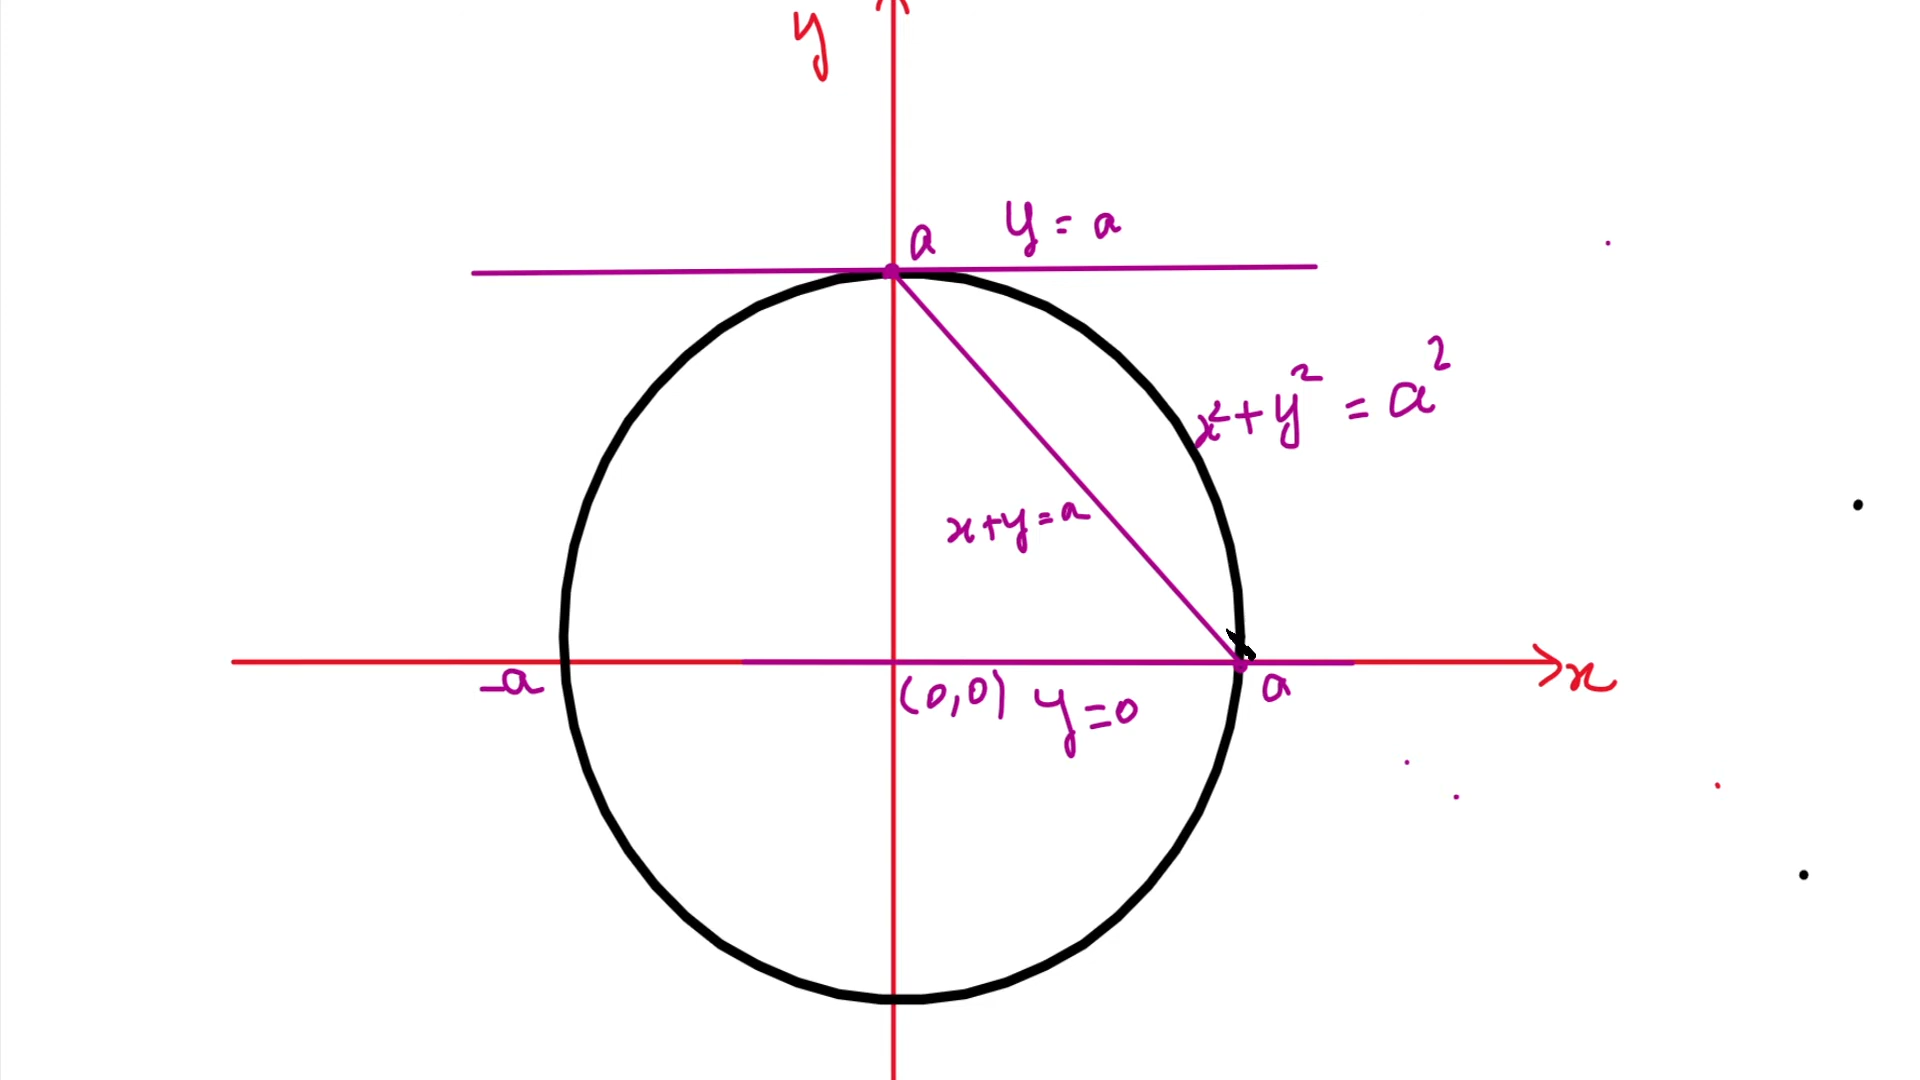 y
a
y = a
x²+y² = a²
x+y=a
-a
(0,0)
y=0
a
x